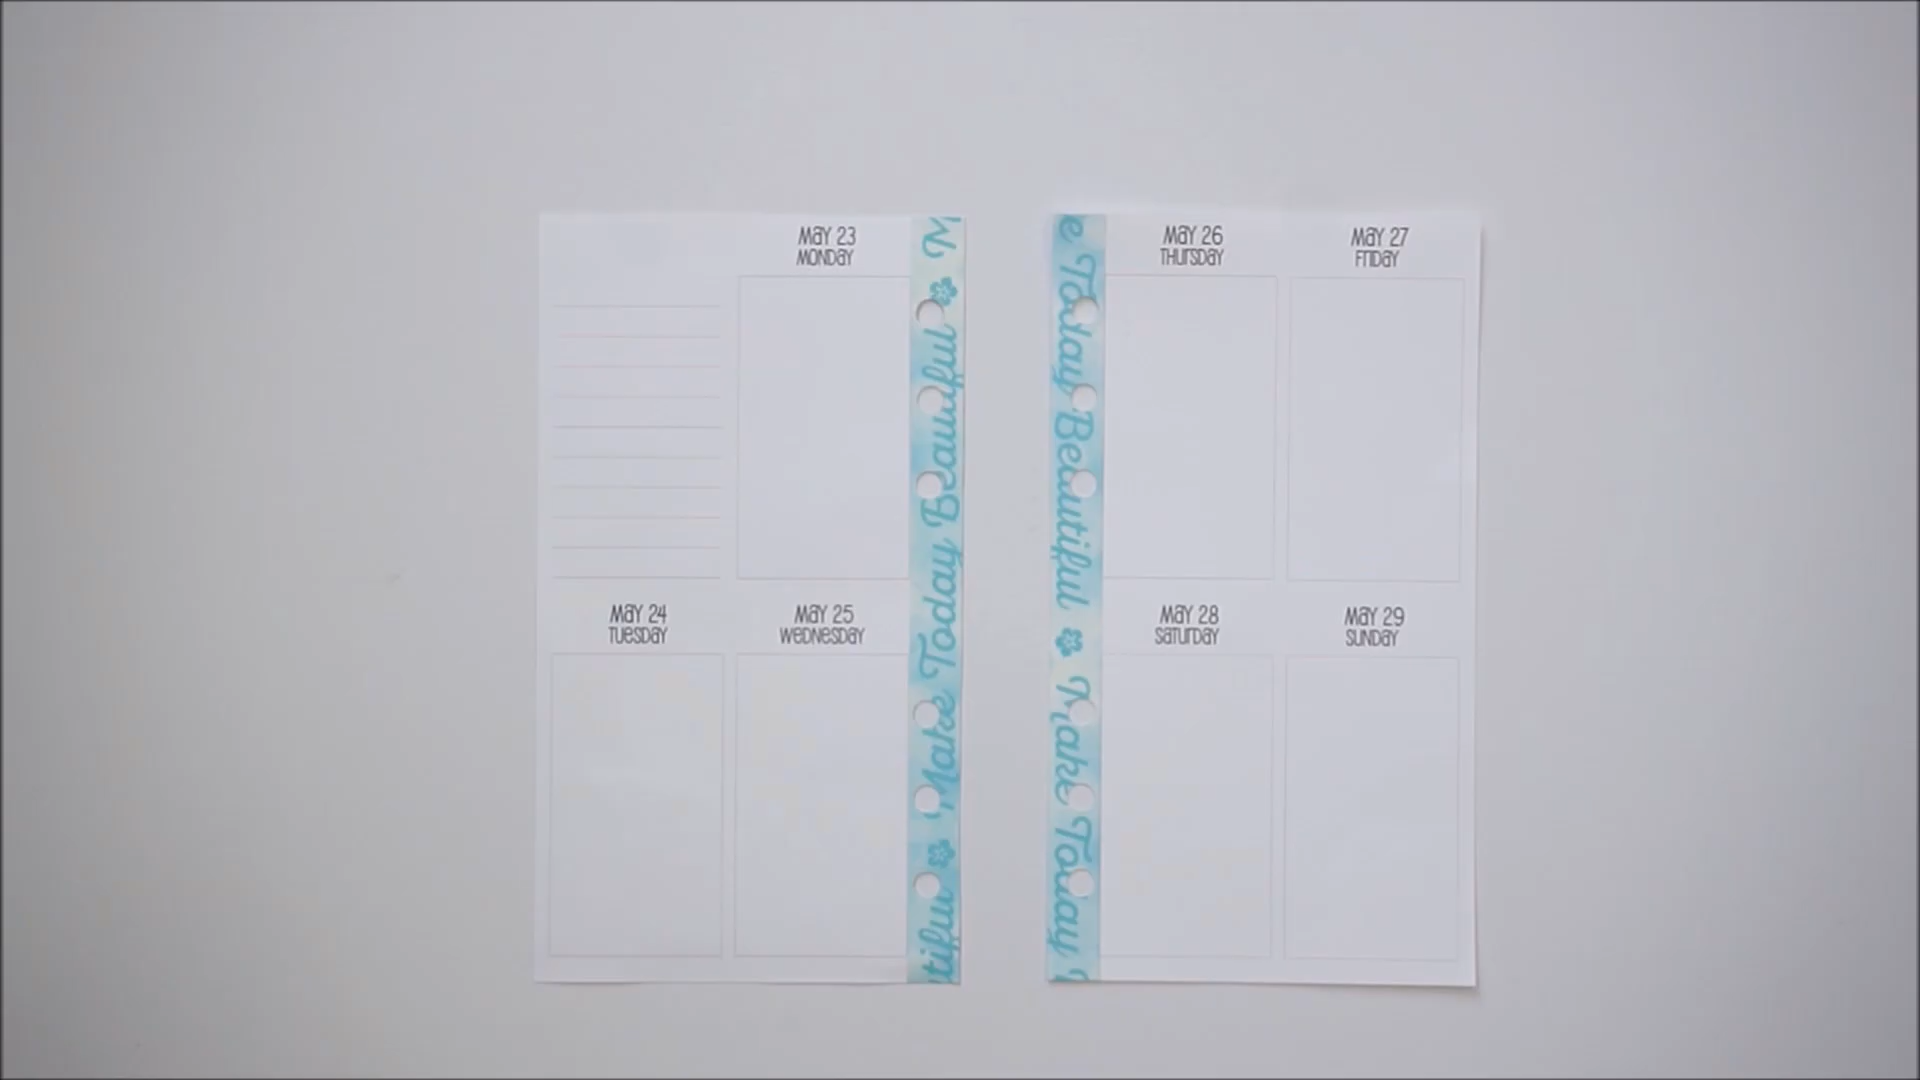 May 23
Monday
May 24
Tuesday
May 25
Wednesday
M
Make Today Beautiful
tiful
e Today Beautiful
Make Today
May 26
Thursday
May 27
Friday
May 28
Saturday
May 29
Sunday